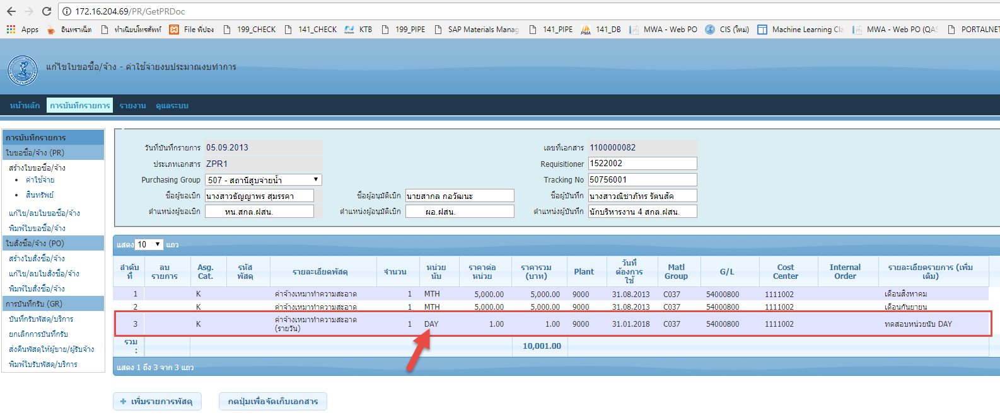 172.16.204.69/PR/GetPRDoc
Apps อินทราเน็ต ทำเนียบโทรศัพท์ File พี่ปอง 199_CHECK 141_CHECK KTB 199_PIPE SAP Materials Manag 141_PIPE 141_DB MWA - Web PO CIS (ใหม่) Machine Learning Cla MWA - Web PO (QAS PORTALNET
แก้ไขใบขอซื้อ/จ้าง - ค่าใช้จ่ายงบประมาณงบทำการ
หน้าหลัก การบันทึกรายการ รายงาน ดูแลระบบ
การบันทึกรายการ
ใบขอซื้อ/จ้าง (PR)
สร้างใบขอซื้อ/จ้าง
• ค่าใช้จ่าย
• สินทรัพย์
แก้ไข/ลบใบขอซื้อ/จ้าง
พิมพ์ใบขอซื้อ/จ้าง
ใบสั่งซื้อ/จ้าง (PO)
สร้างใบสั่งซื้อ/จ้าง
แก้ไข/ลบใบสั่งซื้อ/จ้าง
พิมพ์ใบสั่งซื้อ/จ้าง
การบันทึกรับ (GR)
บันทึกรับพัสดุ/บริการ
ยกเลิกการบันทึกรับ
ส่งคืนพัสดุให้ผู้ขาย/ผู้รับจ้าง
พิมพ์ใบรับพัสดุ/บริการ
วันที่บันทึกรายการ 05.09.2013 เลขที่เอกสาร 1100000082
ประเภทเอกสาร ZPR1 Requisitioner 1522002
Purchasing Group 507 - สถานีสูบจ่ายน้ำ Tracking No 50756001
ชื่อผู้ขอเบิก นางสาวธัญญาพร สุมรรคา ชื่อผู้อนุมัติเบิก นายสากล กอวัฒนะ ชื่อผู้บันทึก นางสาวณิชาภัทร รัตนสัค
ตำแหน่งผู้ขอเบิก หน.สกล.ฝสน. ตำแหน่งผู้อนุมัติเบิก ผอ.ฝสน. ตำแหน่งผู้บันทึก นักบริหารงาน 4 สกล.ฝสน.
แสดง 10 แถว
ลำดับที่ ลบรายการ Asg. Cat. รหัสพัสดุ รายละเอียดพัสดุ จำนวน หน่วยนับ ราคาต่อหน่วย ราคารวม (บาท) Plant วันที่ต้องการใช้ Matl Group G/L Cost Center Internal Order รายละเอียดรายการ (เพิ่มเติม)
1 K ค่าจ้างเหมาทำความสะอาด 1 MTH 5,000.00 5,000.00 9000 31.08.2013 C037 54000800 1111002 เดือนสิงหาคม
2 K ค่าจ้างเหมาทำความสะอาด 1 MTH 5,000.00 5,000.00 9000 31.08.2013 C037 54000800 1111002 เดือนกันยายน
3 K ค่าจ้างเหมาทำความสะอาด (รายวัน) 1 DAY 1.00 1.00 9000 31.01.2018 C037 54000800 1111002 ทดสอบหน่วยนับ DAY
รวม : 10,001.00
แสดง 1 ถึง 3 จาก 3 แถว
+ เพิ่มรายการพัสดุ กดปุ่มเพื่อจัดเก็บเอกสาร